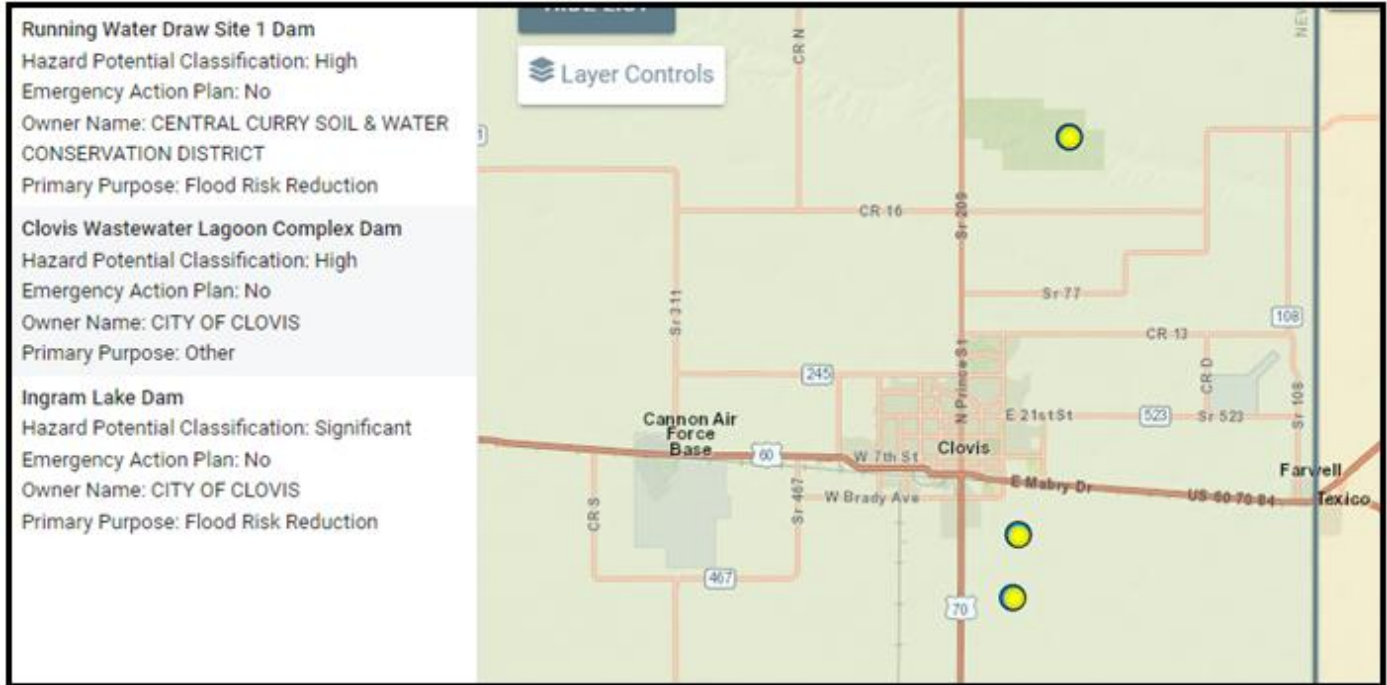 Running Water Draw Site 1 Dam
Hazard Potential Classification: High
Emergency Action Plan: No
Owner Name: CENTRAL CURRY SOIL & WATER
CONSERVATION DISTRICT
Primary Purpose: Flood Risk Reduction
Clovis Wastewater Lagoon Complex Dam
Hazard Potential Classification: High
Emergency Action Plan: No
Owner Name: CITY OF CLOVIS
Primary Purpose: Other
Ingram Lake Dam
Hazard Potential Classification: Significant
Emergency Action Plan: No
Owner Name: CITY OF CLOVIS
Primary Purpose: Flood Risk Reduction
HIDE LIST
Layer Controls
CR N
NEW
CR 16
Sr 209
Sr 77
Sr 311
108
CR 13
245
N Prince St
CR D
E 21st St
523
Sr 523
Sr 108
Cannon Air
Force
Base
60
W 7th St
Clovis
E Mabry Dr
Farwell
US 60 70 84
Texico
W Brady Ave
CR S
Sr 467
467
70